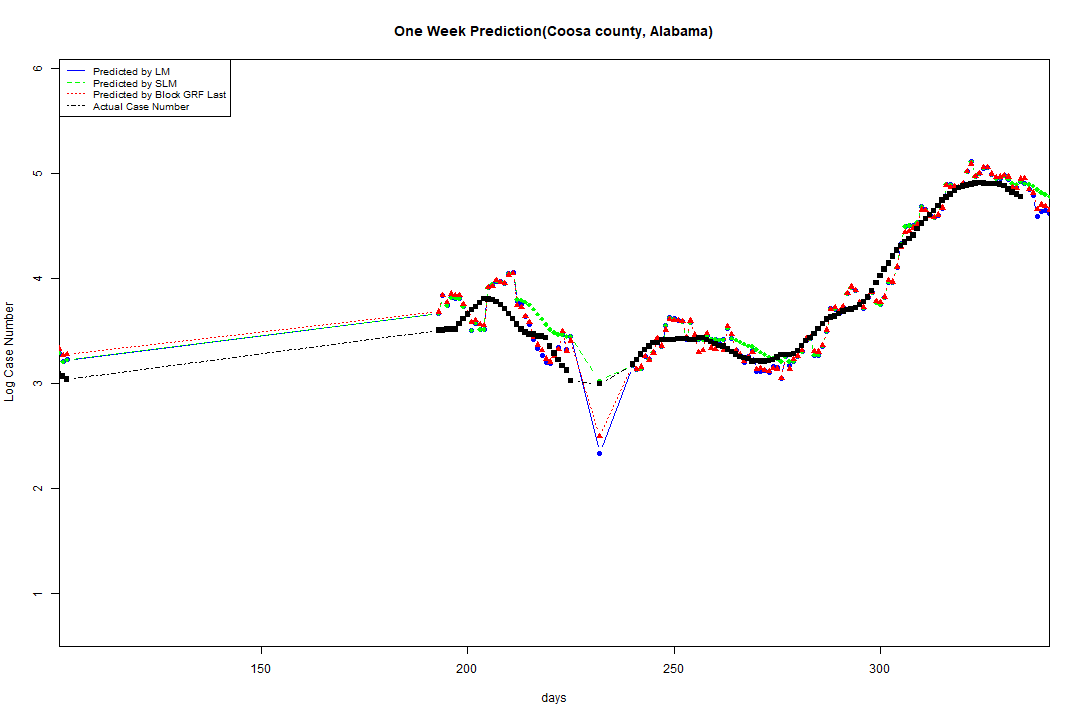 One Week Prediction(Coosa county, Alabama)
Predicted by LM
Predicted by SLM
Predicted by Block GRF Last
Actual Case Number
6
5
4
3
2
1
Log Case Number
150 200 250 300
days